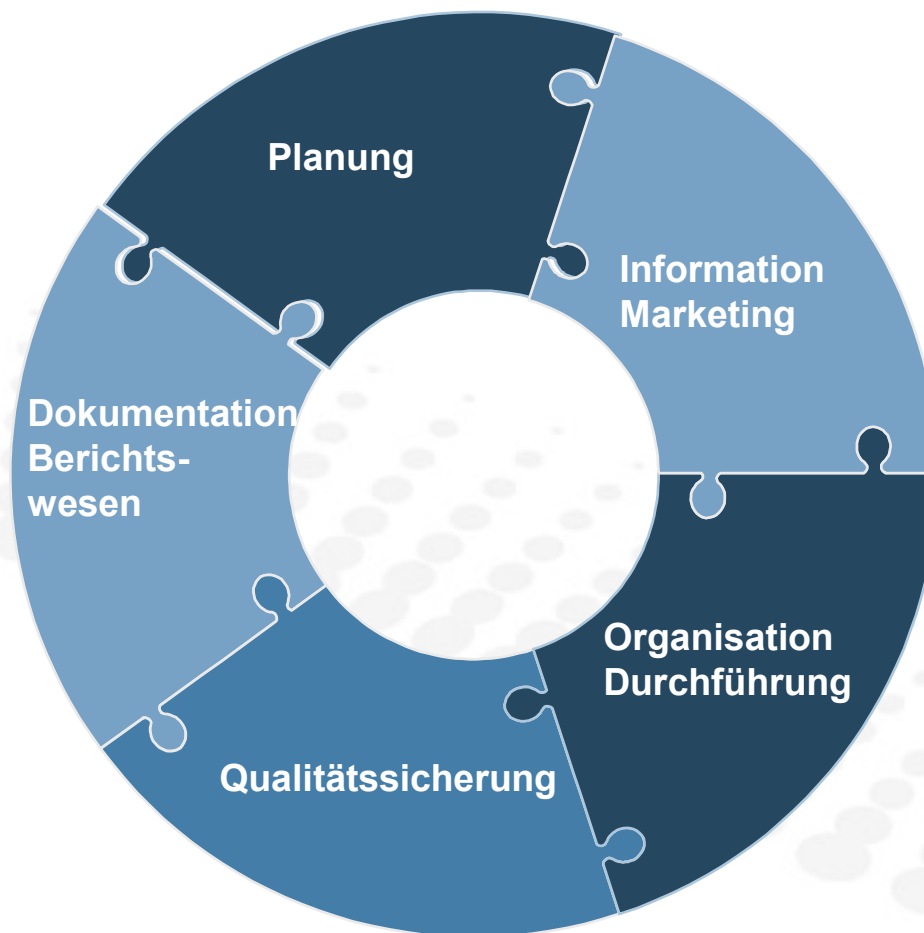 Planung
Information
Marketing
Organisation
Durchführung
Qualitätssicherung
Dokumentation
Berichts-
wesen